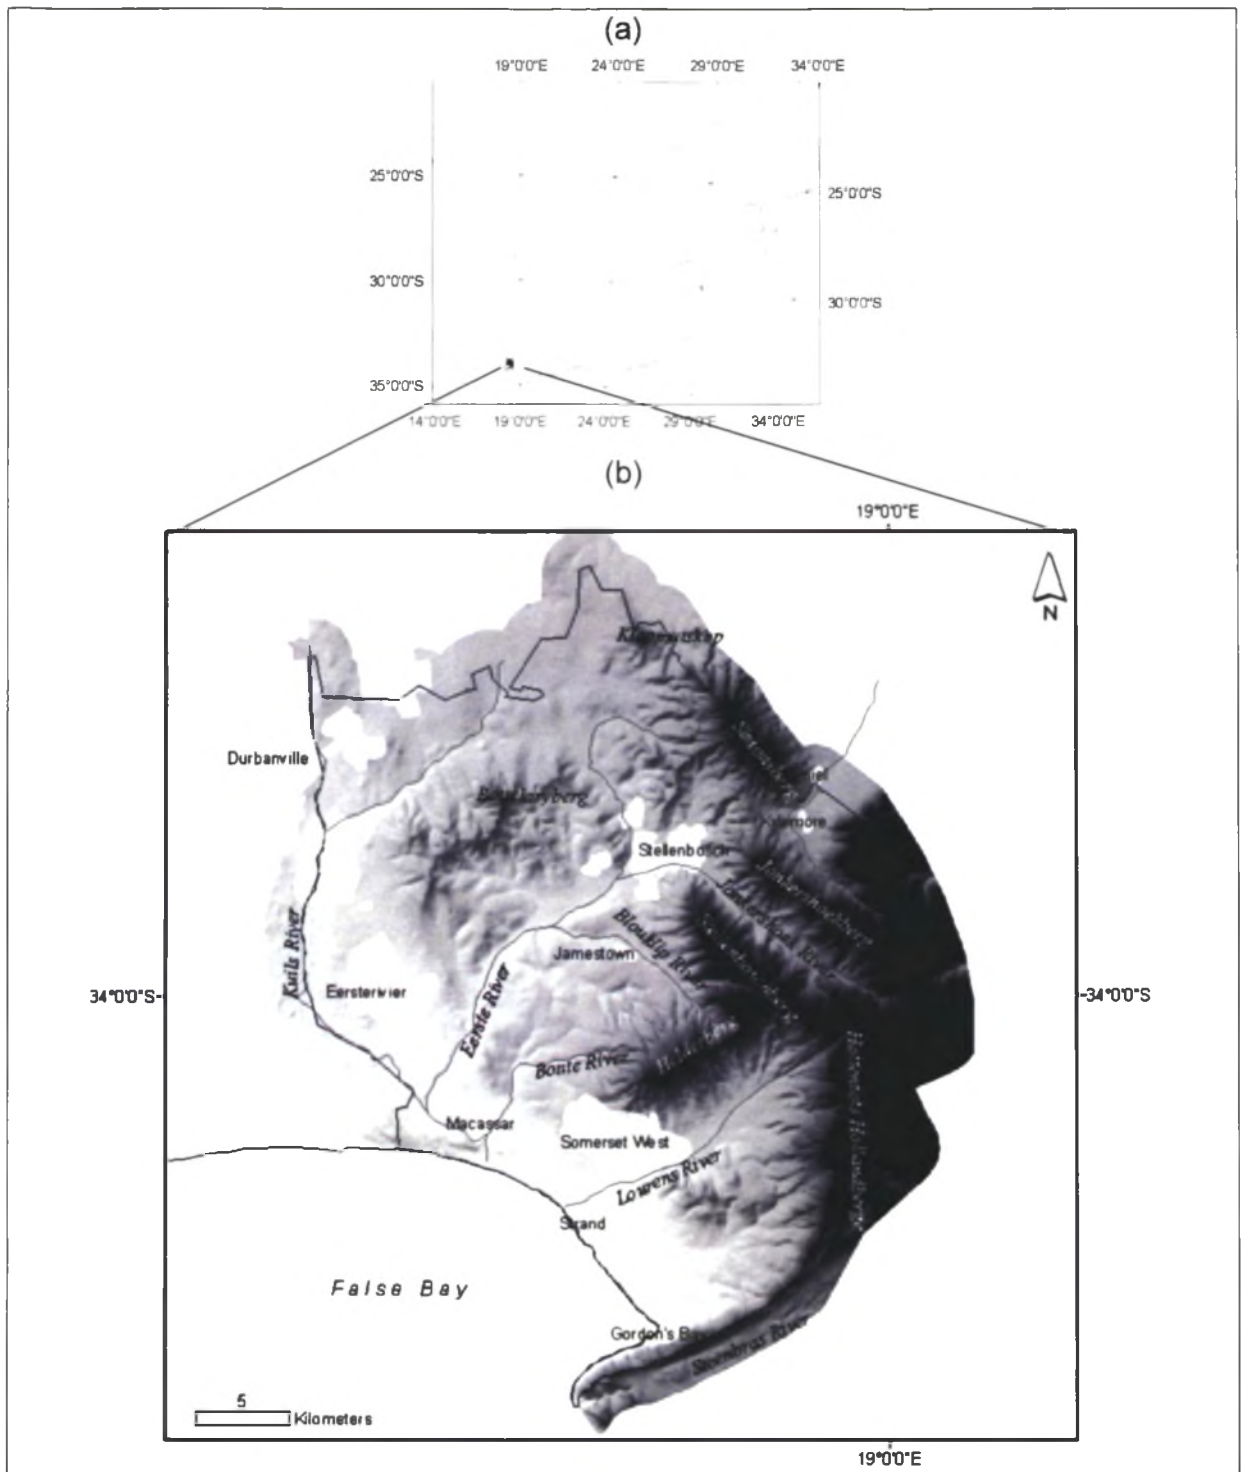 (a)
19°0'0"E 24°0'0"E 29°0'0"E 34°0'0"E
25°0'0"S
25°0'0"S
30°0'0"S
30°0'0"S
35°0'0"S
14°0'0"E 19°0'0"E 24°0'0"E 29°0'0"E 34°0'0"E
(b)
19°0'0"E
N
Durbanville
Stellenbosch
Jonkershoek River
Blouklip River
Jamestown
Kuils River
Eersterivier
34°0'0"S
34°0'0"S
Eerste River
Bonte River
Helderberg
Macassar
Somerset West
Lourens River
Strand
False Bay
Gordon's Bay
Steenbras River
5
Kilometers
19°0'0"E